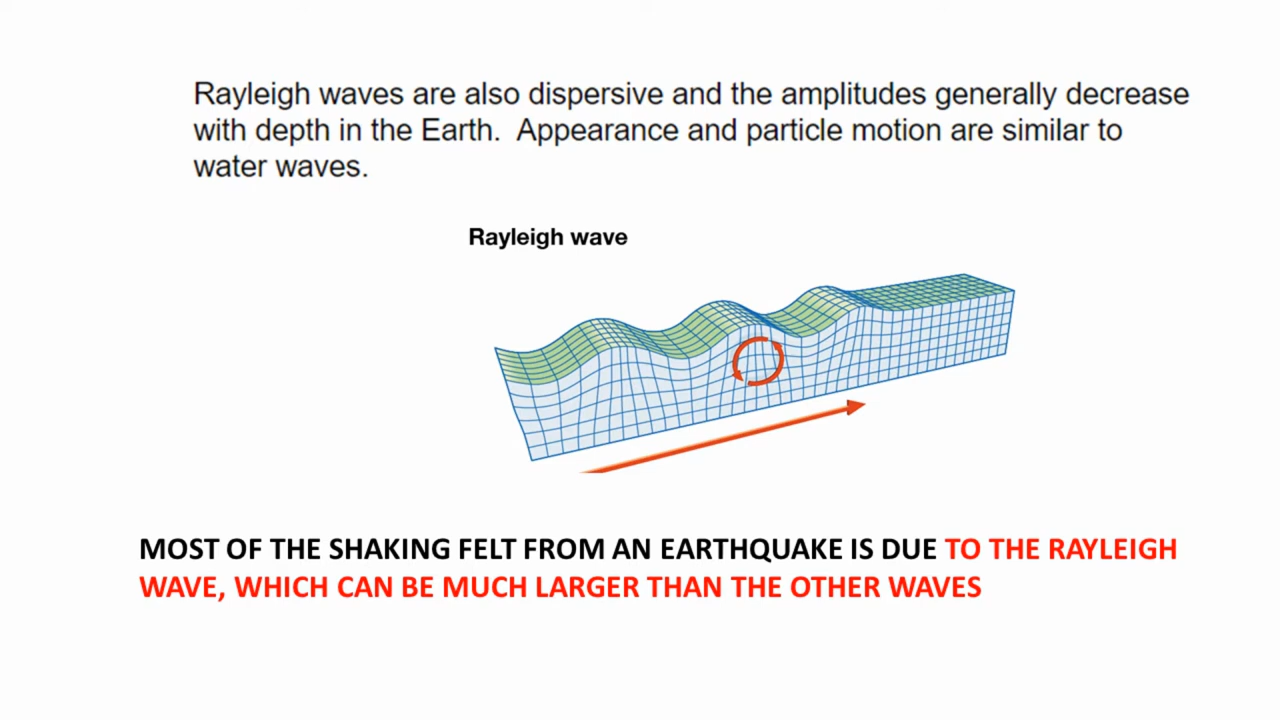 Rayleigh waves are also dispersive and the amplitudes generally decrease
with depth in the Earth.  Appearance and particle motion are similar to
water waves.
Rayleigh wave
MOST OF THE SHAKING FELT FROM AN EARTHQUAKE IS DUE TO THE RAYLEIGH
WAVE, WHICH CAN BE MUCH LARGER THAN THE OTHER WAVES